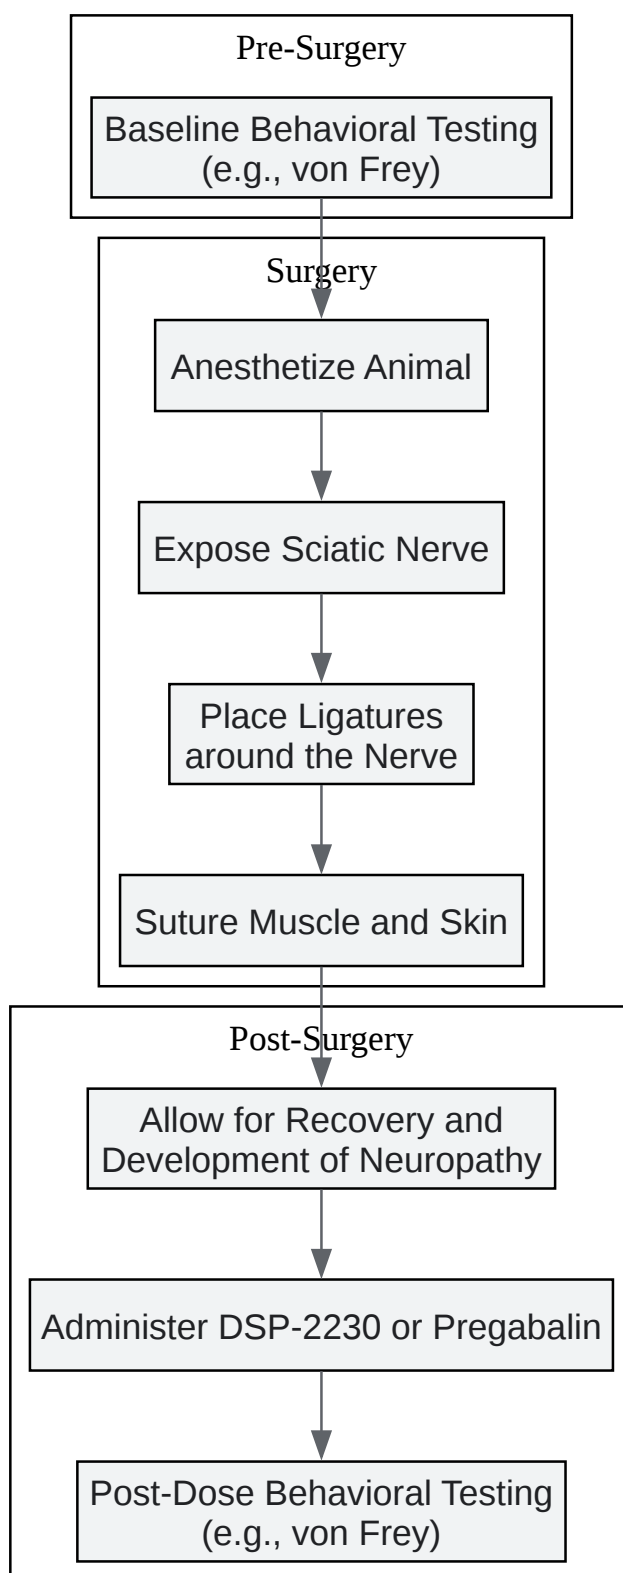 Pre-Surgery
Baseline Behavioral Testing
(e.g., von Frey)
Surgery
Anesthetize Animal
Expose Sciatic Nerve
Place Ligatures
around the Nerve
Suture Muscle and Skin
Post-Surgery
Allow for Recovery and
Development of Neuropathy
Administer DSP-2230 or Pregabalin
Post-Dose Behavioral Testing
(e.g., von Frey)